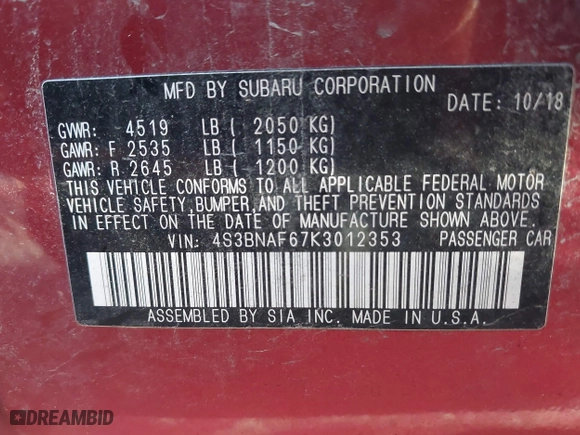 MFD BY SUBARU CORPORATION
DATE: 10/18
GVWR: 4519 LB ( 2050 KG)
GAWR: F 2535 LB ( 1150 KG)
GAWR: R 2645 LB ( 1200 KG)
THIS VEHICLE CONFORMS TO ALL APPLICABLE FEDERAL MOTOR
VEHICLE SAFETY, BUMPER, AND THEFT PREVENTION STANDARDS
IN EFFECT ON THE DATE OF MANUFACTURE SHOWN ABOVE.
VIN: 4S3BNAF67K3012353 PASSENGER CAR
ASSEMBLED BY SIA INC. MADE IN U.S.A.
DREAMBID